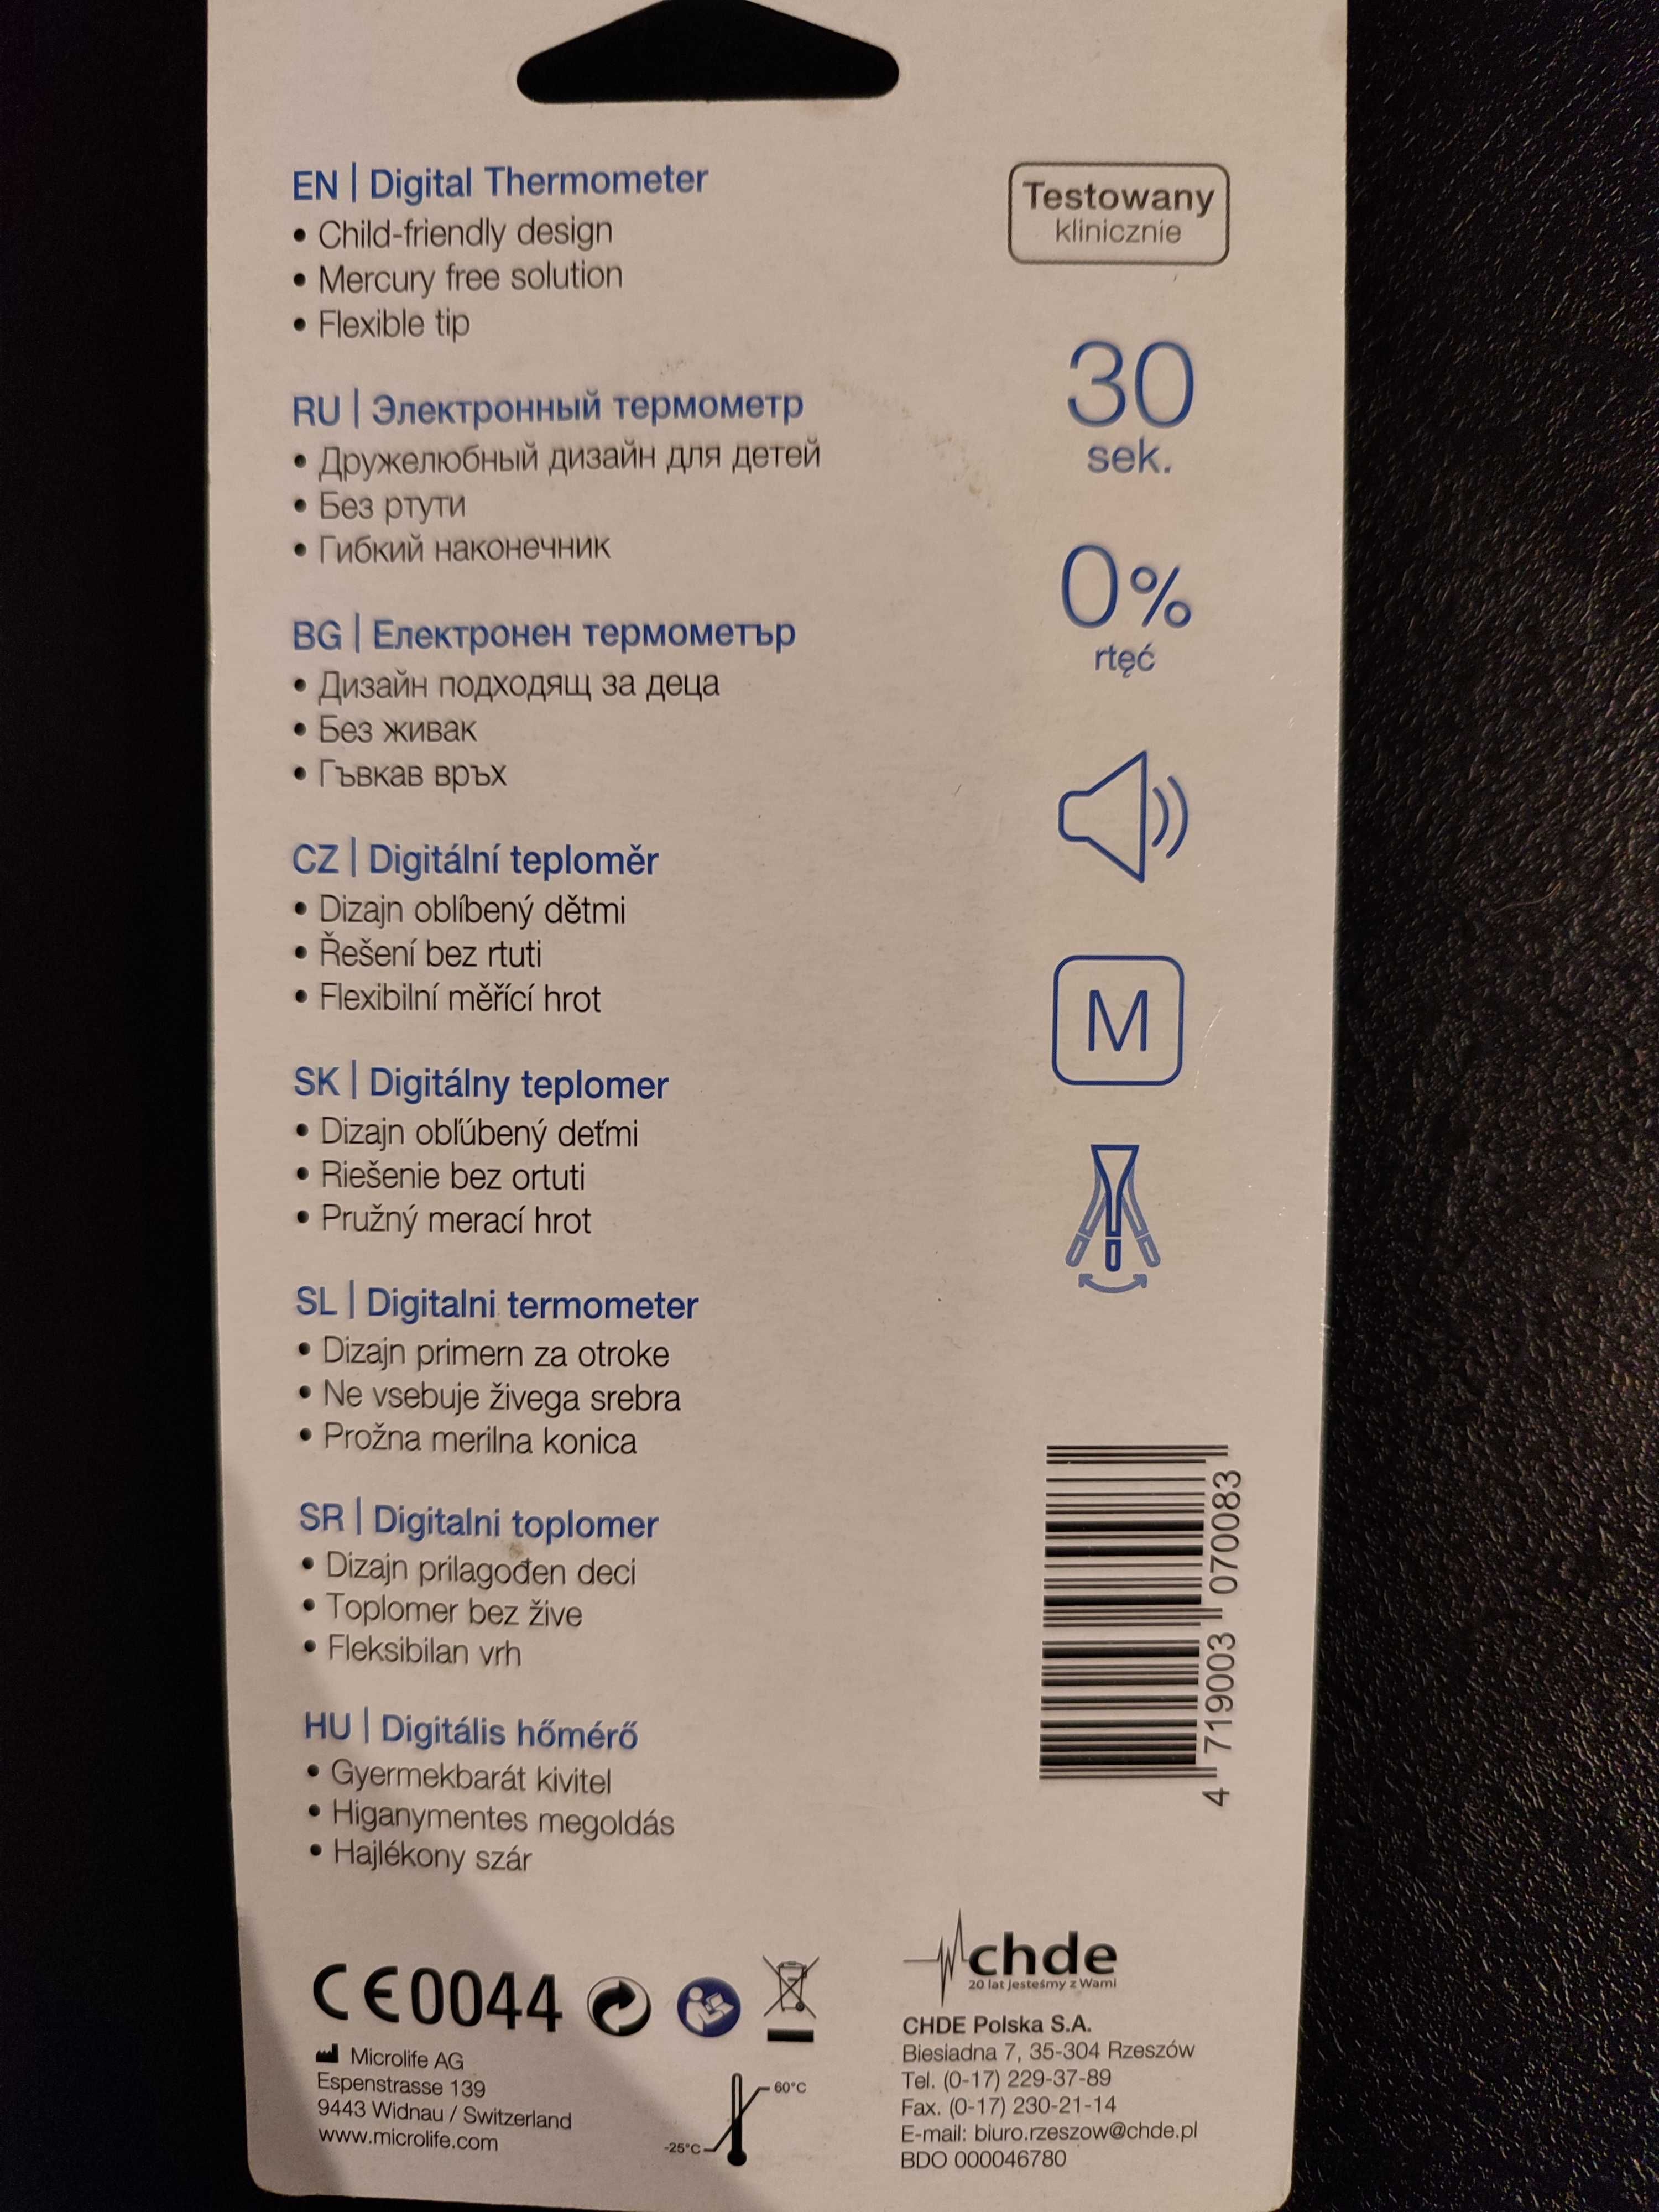 EN | Digital Thermometer
• Child-friendly design
• Mercury free solution
• Flexible tip
RU | Электронный термометр
• Дружелюбный дизайн для детей
• Без ртути
• Гибкий наконечник
BG | Електронен термометър
• Дизайн подходящ за деца
• Без живак
• Гъвкав връх
CZ | Digitální teploměr
• Dizajn oblíbený dětmi
• Řešení bez rtuti
• Flexibilní měřící hrot
SK | Digitálny teplomer
• Dizajn obľúbený deťmi
• Riešenie bez ortuti
• Pružný merací hrot
SL | Digitalni termometer
• Dizajn primern za otroke
• Ne vsebuje živega srebra
• Prožna merilna konica
SR | Digitalni toplomer
• Dizajn prilagođen deci
• Toplomer bez žive
• Fleksibilan vrh
HU | Digitális hőmérő
• Gyermekbarát kivitel
• Higanymentes megoldás
• Hajlékony szár
Testowany
klinicznie
30
sek.
0%
rtęć
M
4 719003 070083
CE0044
Microlife AG
Espenstrasse 139
9443 Widnau / Switzerland
www.microlife.com
60°C
-25°C
chde
20 lat jesteśmy z Wami
CHDE Polska S.A.
Biesiadna 7, 35-304 Rzeszów
Tel. (0-17) 229-37-89
Fax. (0-17) 230-21-14
E-mail: biuro.rzeszow@chde.pl
BDO 000046780